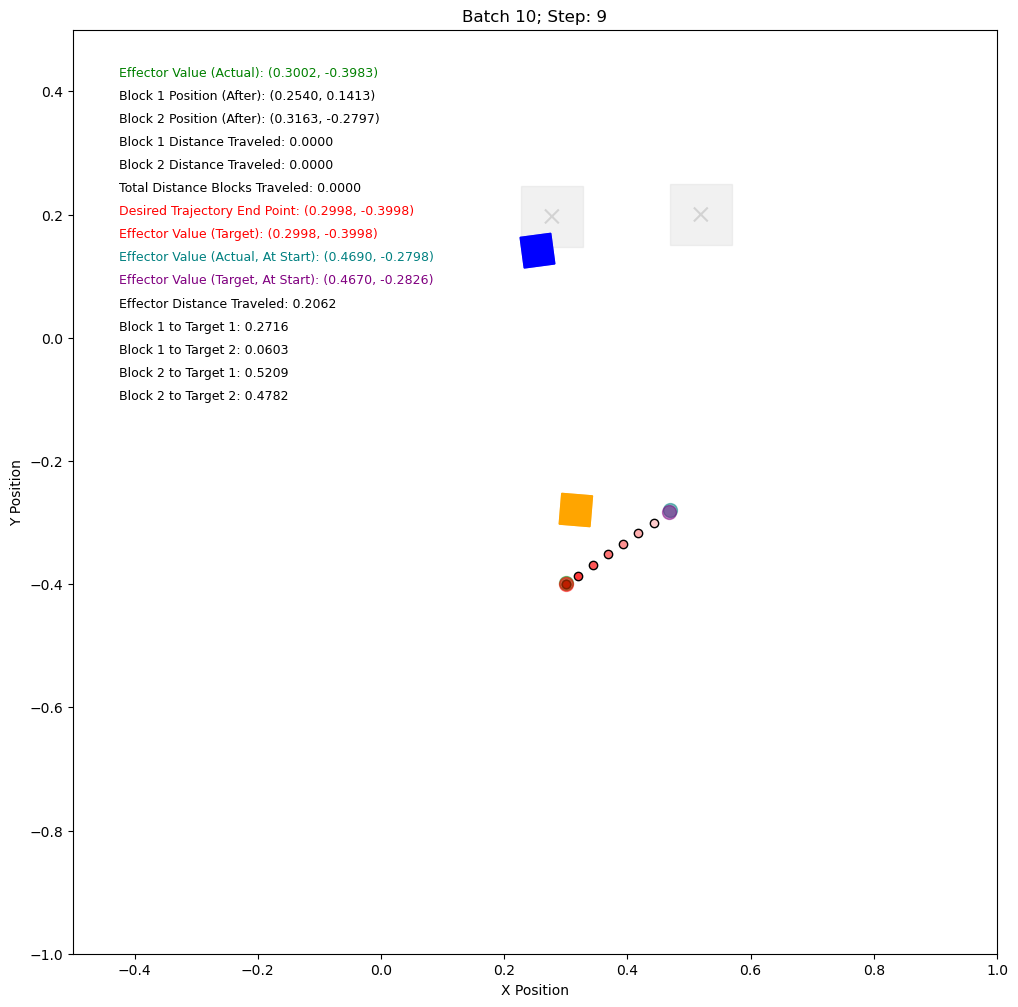 Batch 10; Step: 9
Effector Value (Actual): (0.3002, -0.3983)
Block 1 Position (After): (0.2540, 0.1413)
Block 2 Position (After): (0.3163, -0.2797)
Block 1 Distance Traveled: 0.0000
Block 2 Distance Traveled: 0.0000
Total Distance Blocks Traveled: 0.0000
Desired Trajectory End Point: (0.2998, -0.3998)
Effector Value (Target): (0.2998, -0.3998)
Effector Value (Actual, At Start): (0.4690, -0.2798)
Effector Value (Target, At Start): (0.4670, -0.2826)
Effector Distance Traveled: 0.2062
Block 1 to Target 1: 0.2716
Block 1 to Target 2: 0.0603
Block 2 to Target 1: 0.5209
Block 2 to Target 2: 0.4782
0.4
0.2
0.0
−0.2
−0.4
−0.6
−0.8
−1.0
Y Position
−0.4
−0.2
0.0
0.2
0.4
0.6
0.8
1.0
X Position